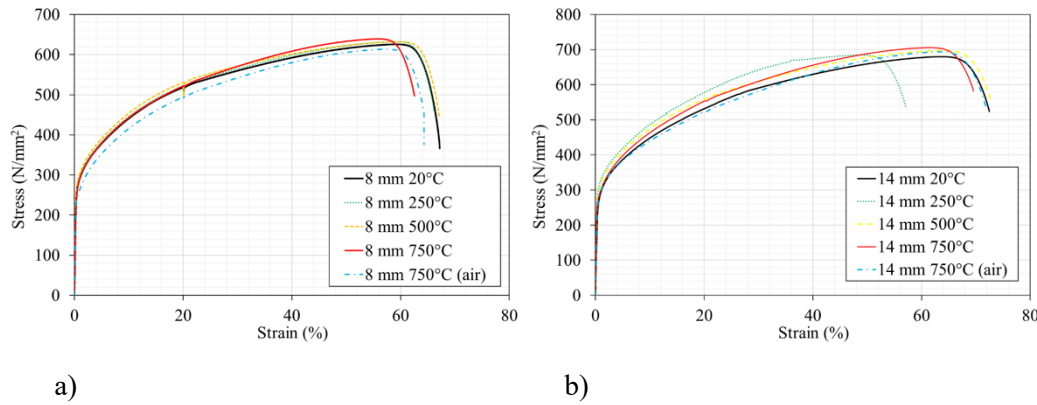 700
600
500
400
300
200
100
0
Stress (N/mm²)
8 mm 20°C
8 mm 250°C
8 mm 500°C
8 mm 750°C
8 mm 750°C (air)
0 20 40 60 80
Strain (%)
a)
800
700
600
500
400
300
200
100
0
Stress (N/mm²)
14 mm 20°C
14 mm 250°C
14 mm 500°C
14 mm 750°C
14 mm 750°C (air)
0 20 40 60 80
Strain (%)
b)